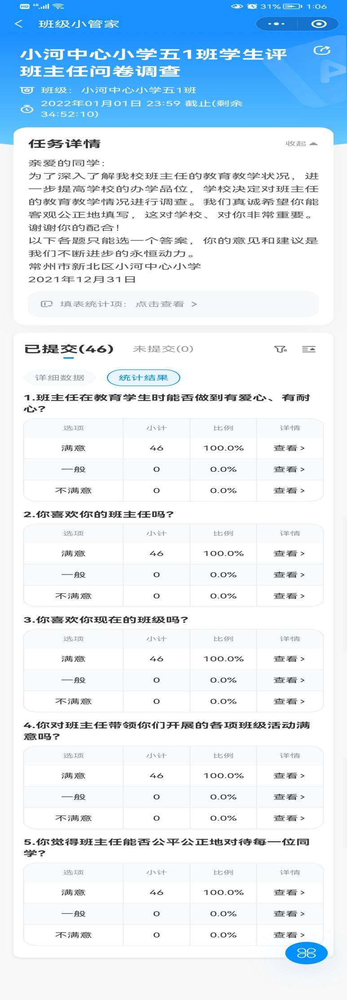 HD 4G 31% 1:06
班级小管家
小河中心小学五1班学生评
班主任问卷调查
班级：小河中心小学五1班
2022年01月01日 23:59 截止(剩余
34:52:10)
任务详情 收起
亲爱的同学：
为了深入了解我校班主任的教育教学状况，进
一步提高学校的办学品位，学校决定对班主任
的教育教学情况进行调查。我们真诚希望你能
客观公正地填写，这对学校、对你非常重要。
谢谢你的配合！
以下各题只能选一个答案，你的意见和建议是
我们不断进步的永恒动力。
常州市新北区小河中心小学
2021年12月31日
填表统计项：点击查看 >
已提交(46) 未提交(0)
详细数据 统计结果
1.班主任在教育学生时能否做到有爱心、有耐
心?
选项 小计 比例 详情
满意 46 100.0% 查看 >
一般 0 0.0% 查看 >
不满意 0 0.0% 查看 >
2.你喜欢你的班主任吗?
选项 小计 比例 详情
满意 46 100.0% 查看 >
一般 0 0.0% 查看 >
不满意 0 0.0% 查看 >
3.你喜欢你现在的班级吗?
选项 小计 比例 详情
满意 46 100.0% 查看 >
一般 0 0.0% 查看 >
不满意 0 0.0% 查看 >
4.你对班主任带领你们开展的各项班级活动满
意吗?
选项 小计 比例 详情
满意 46 100.0% 查看 >
一般 0 0.0% 查看 >
不满意 0 0.0% 查看 >
5.你觉得班主任能否公平公正地对待每一位同
学?
选项 小计 比例 详情
满意 46 100.0% 查看 >
一般 0 0.0% 查看 >
不满意 0 0.0% 查看 >